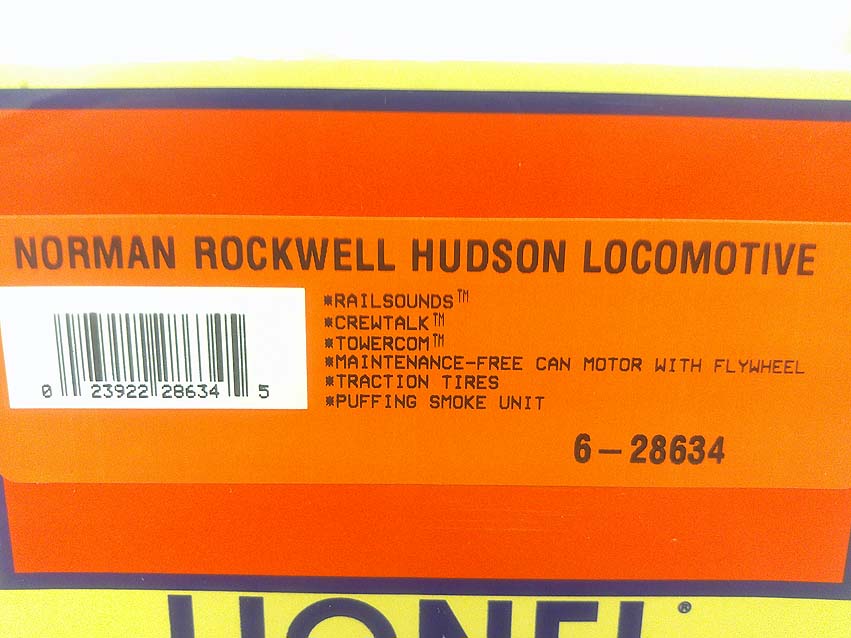 NORMAN ROCKWELL HUDSON LOCOMOTIVE
*RAILSOUNDS™
*CREWTALK™
*TOWERCOM™
*MAINTENANCE-FREE CAN MOTOR WITH FLYWHEEL
*TRACTION TIRES
*PUFFING SMOKE UNIT
0 23922 28634 5
6-28634
LIONEL®